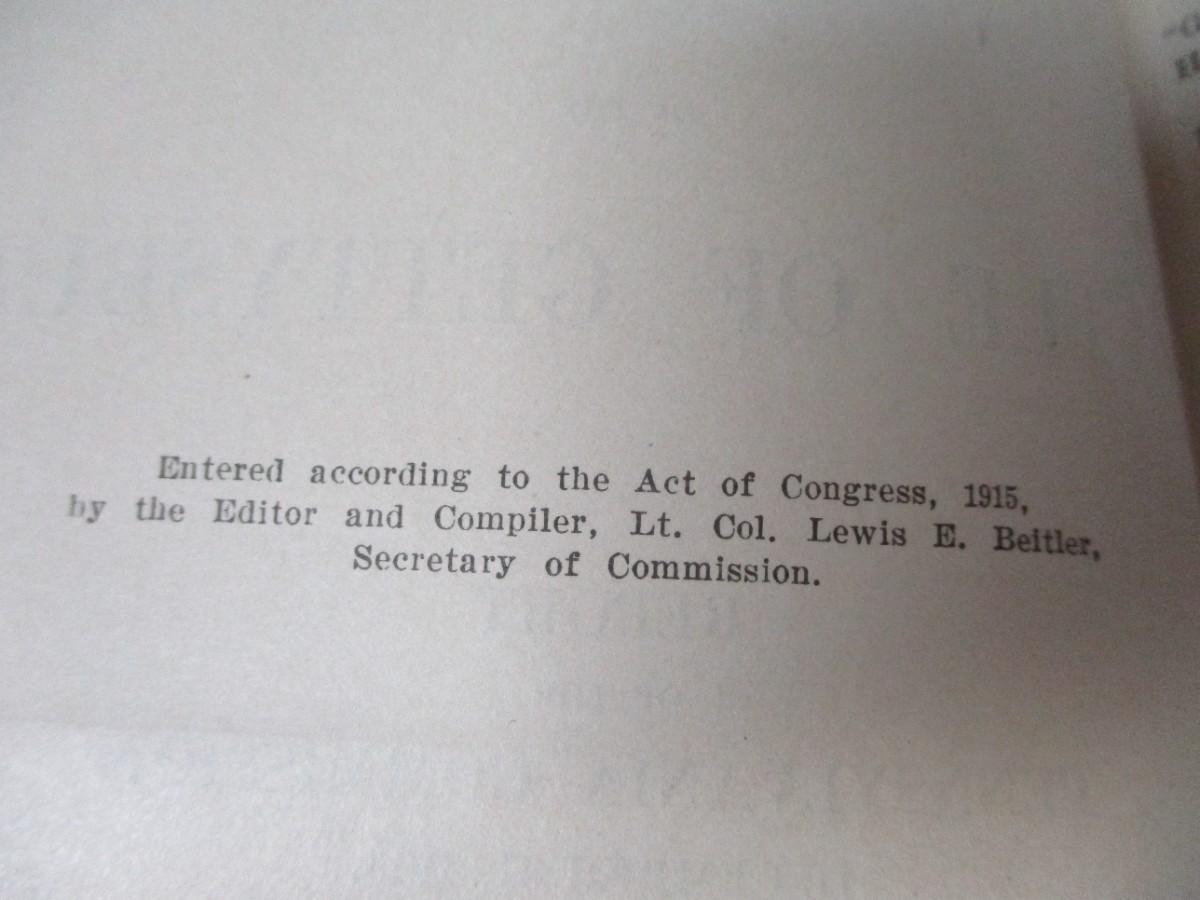 Entered according to the Act of Congress, 1915,
by the Editor and Compiler, Lt. Col. Lewis E. Beitler,
Secretary of Commission.